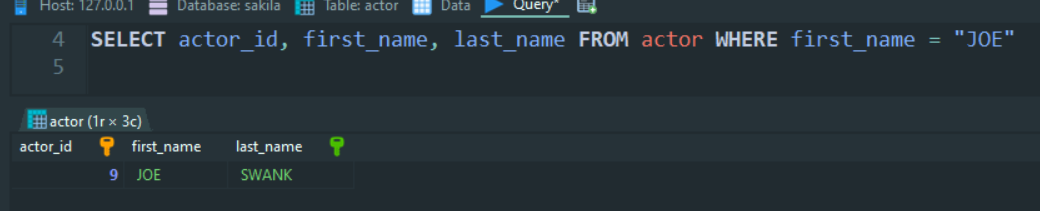 Host: 127.0.0.1 Database: sakila Table: actor Data Query*
4 SELECT actor_id, first_name, last_name FROM actor WHERE first_name = "JOE"
5
actor (1r × 3c)
actor_id first_name last_name
9 JOE SWANK